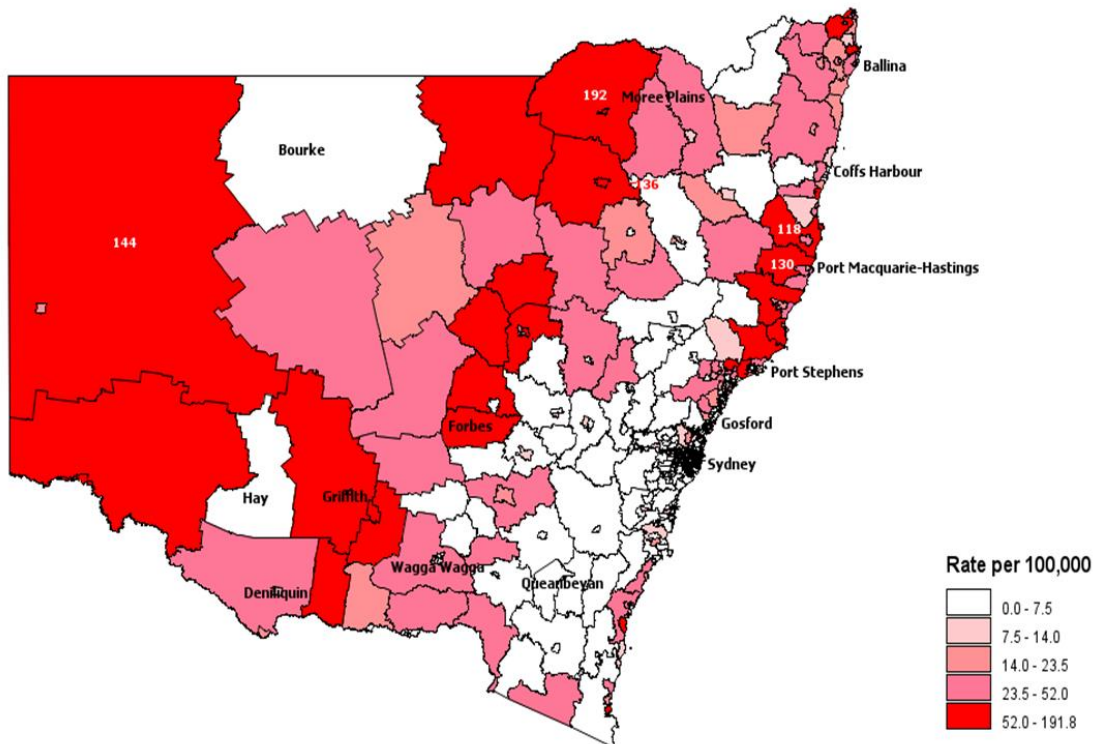 Ballina
192
Moree Plains
Bourke
Coffs Harbour
136
118
144
130
Port Macquarie-Hastings
Port Stephens
Gosford
Forbes
Sydney
Hay
Griffith
Wagga Wagga
Queanbeyan
Deniliquin
Rate per 100,000
0.0 - 7.5
7.5 - 14.0
14.0 - 23.5
23.5 - 52.0
52.0 - 191.8